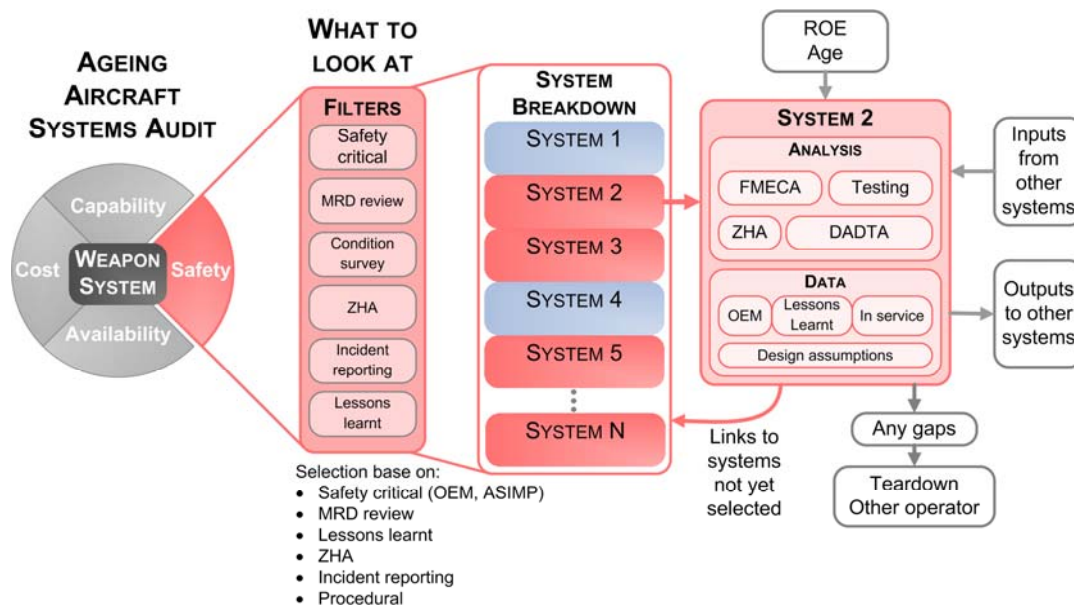 AGEING
AIRCRAFT
SYSTEMS AUDIT
Capability
Cost
WEAPON
SYSTEM
Safety
Availability
WHAT TO
LOOK AT
FILTERS
Safety
critical
MRD review
Condition
survey
ZHA
Incident
reporting
Lessons
learnt
Selection base on:
• Safety critical (OEM, ASIMP)
• MRD review
• Lessons learnt
• ZHA
• Incident reporting
• Procedural
SYSTEM
BREAKDOWN
SYSTEM 1
SYSTEM 2
SYSTEM 3
SYSTEM 4
SYSTEM 5
SYSTEM N
Links to
systems
not yet
selected
ROE
Age
SYSTEM 2
ANALYSIS
FMECA
Testing
ZHA
DADTA
DATA
OEM
Lessons
Learnt
In service
Design assumptions
Inputs
from
other
systems
Outputs
to other
systems
Any gaps
Teardown
Other operator